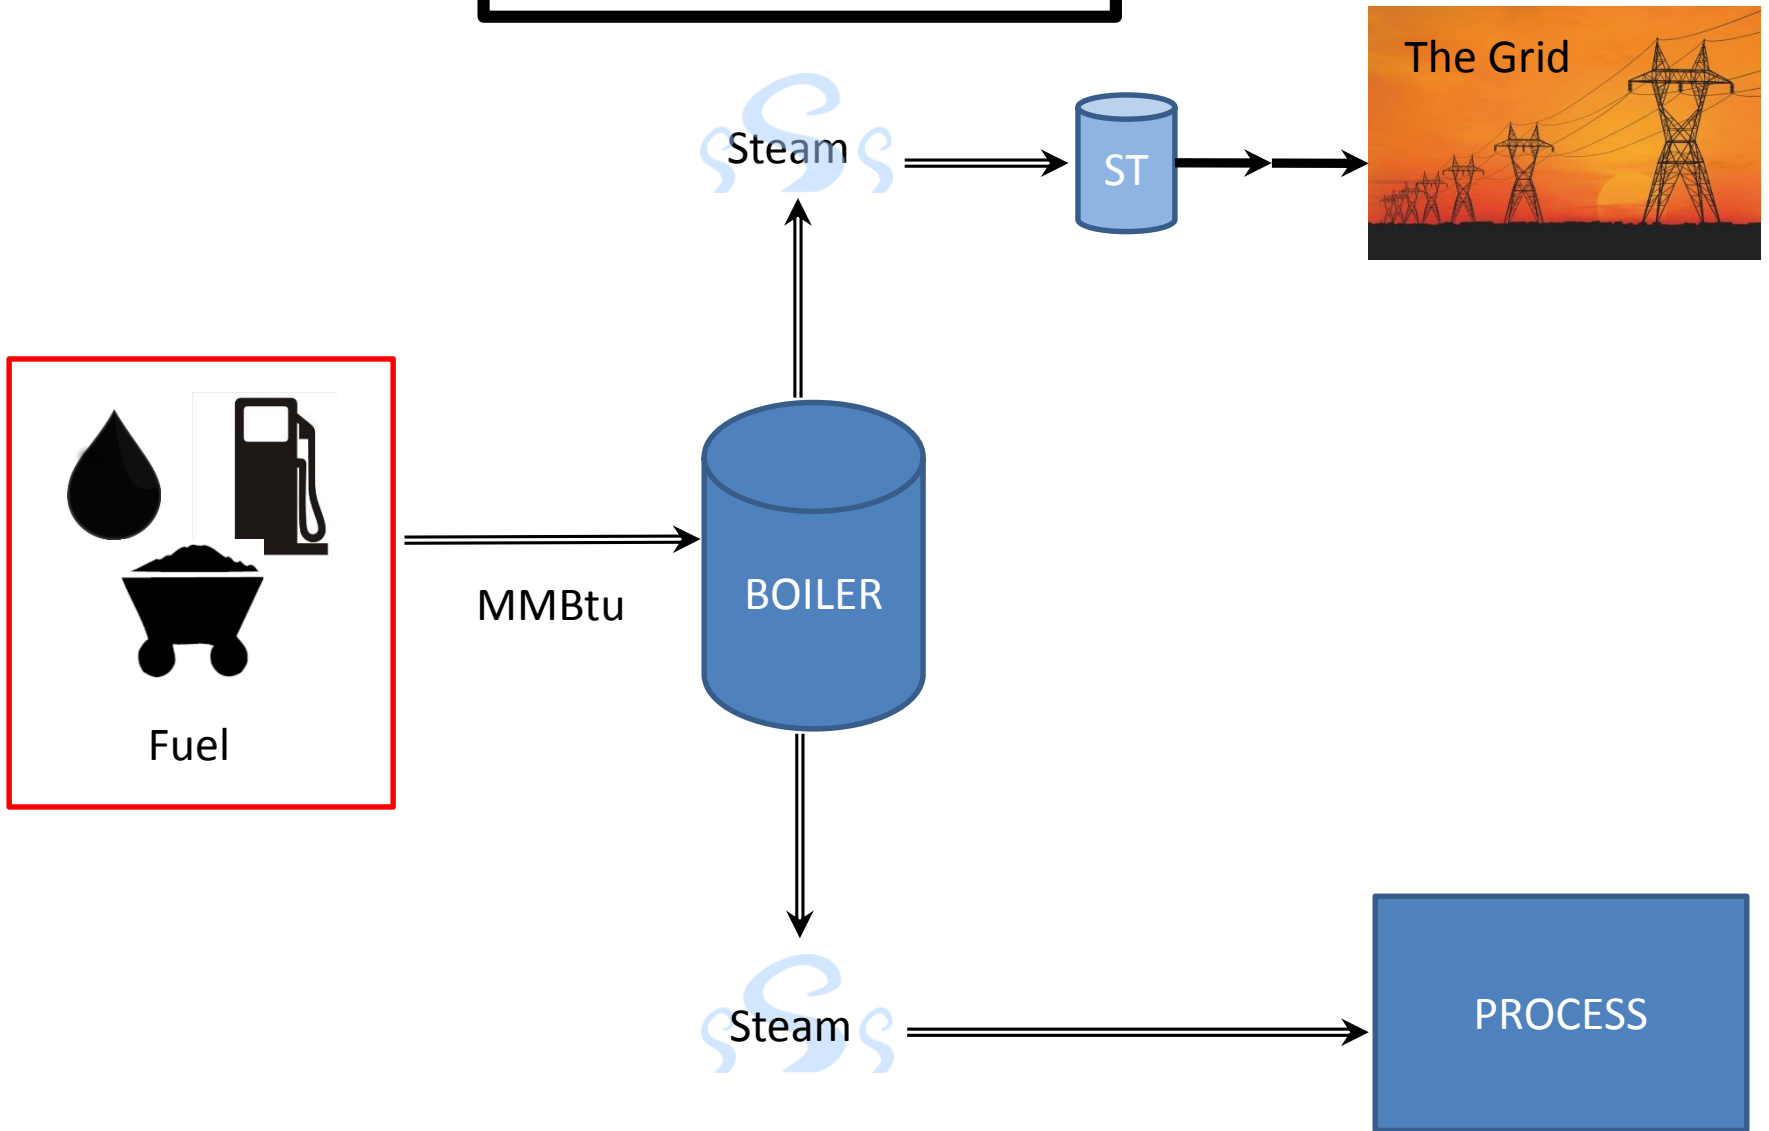 The Grid
Steam
ST
MMBtu
BOILER
Fuel
Steam
PROCESS